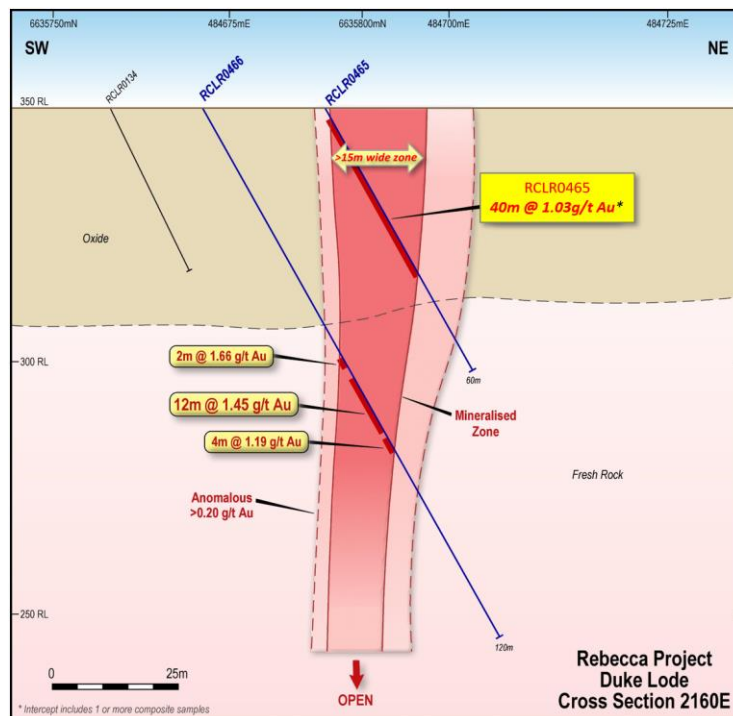 6635750mN
484675mE
6635800mN
484700mE
484725mE
SW
NE
RCLR0134
RCLR0466
RCLR0465
350 RL
>15m wide zone
RCLR0465
40m @ 1.03g/t Au*
Oxide
300 RL
2m @ 1.66 g/t Au
60m
12m @ 1.45 g/t Au
Mineralised
Zone
4m @ 1.19 g/t Au
Fresh Rock
Anomalous
>0.20 g/t Au
250 RL
120m
0
25m
OPEN
Rebecca Project
Duke Lode
Cross Section 2160E
* Intercept includes 1 or more composite samples